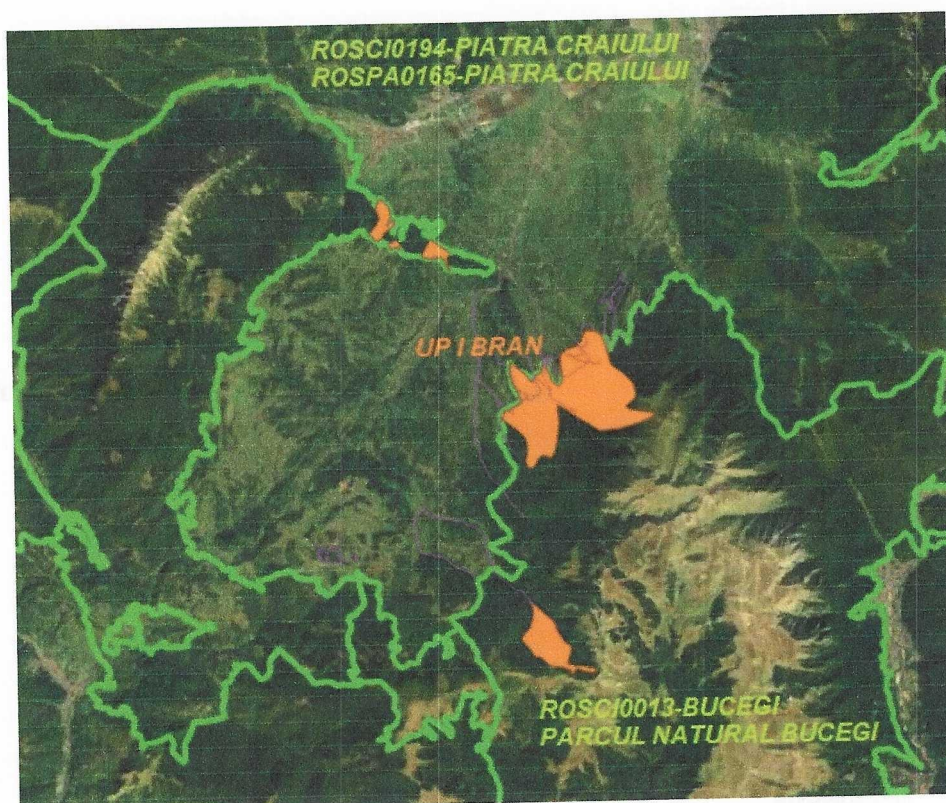 ROSCI0194-PIATRA CRAIULUI
ROSPA0165-PIATRA CRAIULUI
UP I BRAN
ROSCI0013-BUCEGI
PARCUL NATURAL BUCEGI